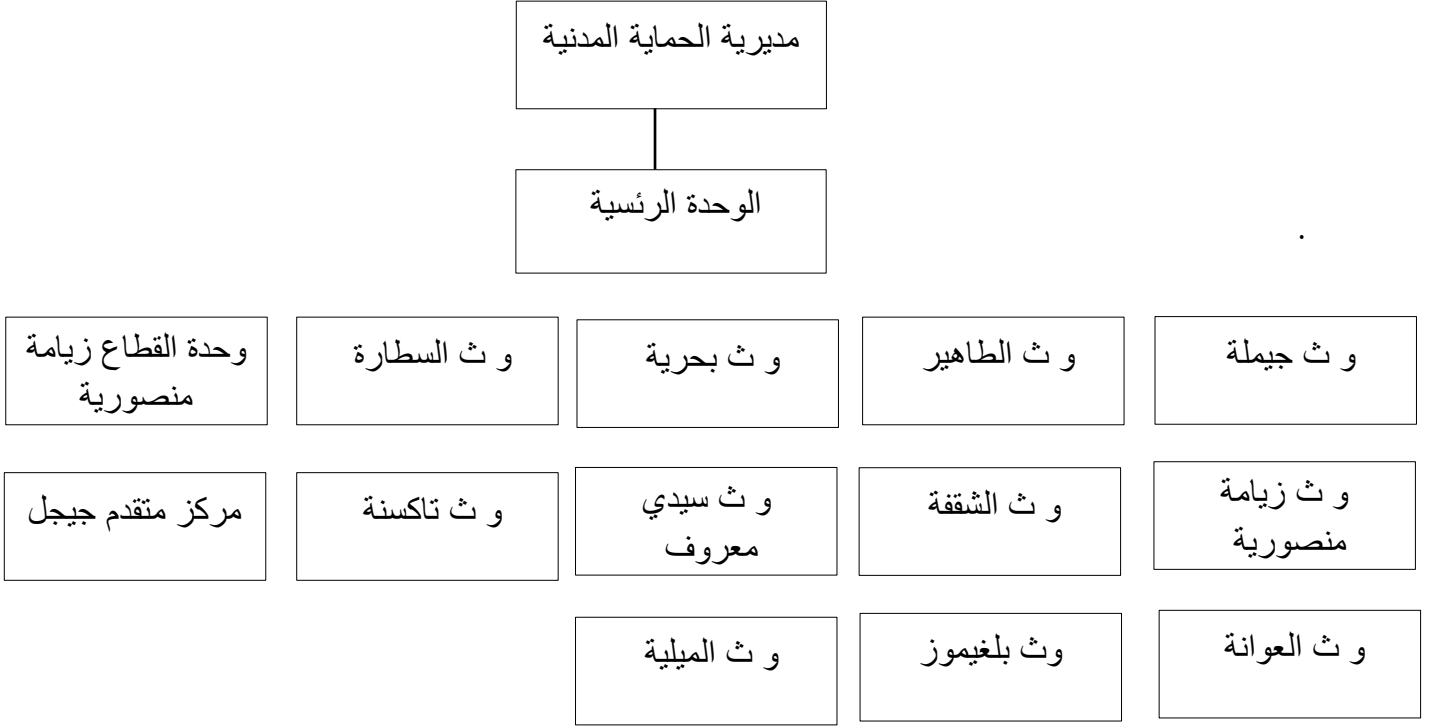 مديرية الحماية المدنية
الوحدة الرئسية
.
و ث جيملة
و ث الطاهير
و ث بحرية
و ث السطارة
وحدة القطاع زيامة
منصورية
و ث زيامة
منصورية
و ث الشقفة
و ث سيدي
معروف
و ث تاكسنة
مركز متقدم جيجل
و ث العوانة
وث بلغيموز
و ث الميلية